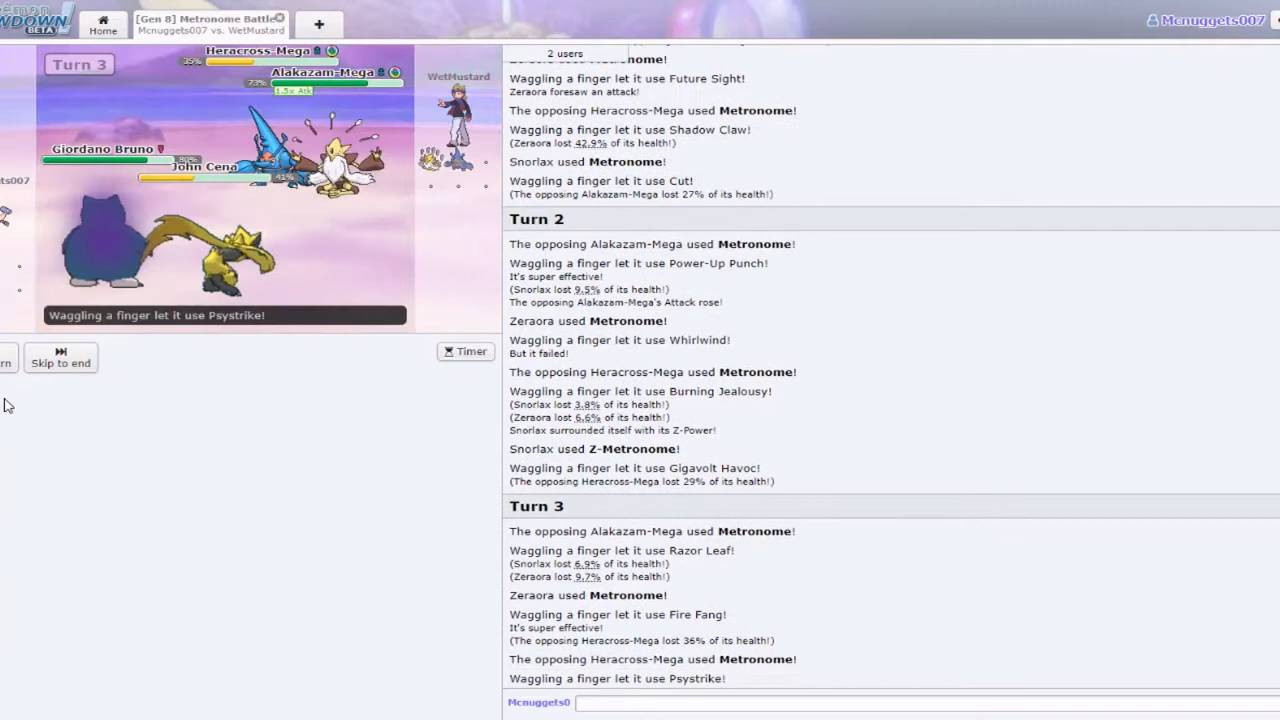 OWDOWN
BETA
Home
[Gen 8] Metronome Battle
Mcnuggets007 vs. WetMustard
+
Mcnuggets007
Turn 3
Heracross-Mega
35%
Alakazam-Mega
73%
1.5x Atk
WetMustard
Giordano Bruno
80%
John Cena
41%
ts007
Waggling a finger let it use Psystrike!
rn
Skip to end
Timer
2 users
Waggling a finger let it use Future Sight!
Zeraora foresaw an attack!
The opposing Heracross-Mega used Metronome!
Waggling a finger let it use Shadow Claw!
(Zeraora lost 42.9% of its health!)
Snorlax used Metronome!
Waggling a finger let it use Cut!
(The opposing Alakazam-Mega lost 27% of its health!)
Turn 2
The opposing Alakazam-Mega used Metronome!
Waggling a finger let it use Power-Up Punch!
It's super effective!
(Snorlax lost 9.5% of its health!)
The opposing Alakazam-Mega's Attack rose!
Zeraora used Metronome!
Waggling a finger let it use Whirlwind!
But it failed!
The opposing Heracross-Mega used Metronome!
Waggling a finger let it use Burning Jealousy!
(Snorlax lost 3.8% of its health!)
(Zeraora lost 6.6% of its health!)
Snorlax surrounded itself with its Z-Power!
Snorlax used Z-Metronome!
Waggling a finger let it use Gigavolt Havoc!
(The opposing Heracross-Mega lost 29% of its health!)
Turn 3
The opposing Alakazam-Mega used Metronome!
Waggling a finger let it use Razor Leaf!
(Snorlax lost 6.9% of its health!)
(Zeraora lost 9.7% of its health!)
Zeraora used Metronome!
Waggling a finger let it use Fire Fang!
It's super effective!
(The opposing Heracross-Mega lost 36% of its health!)
The opposing Heracross-Mega used Metronome!
Waggling a finger let it use Psystrike!
Mcnuggets0